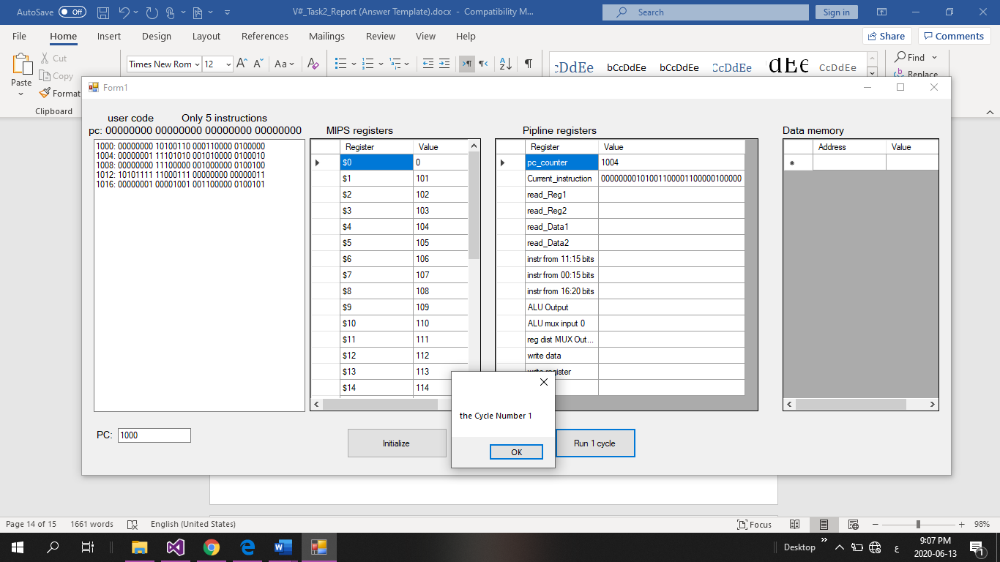 AutoSave Off V#_Task2_Report (Answer Template).docx - Compatibility M... Search Sign in
File Home Insert Design Layout References Mailings Review View Help Share Comments
Paste Cut Copy Format
Clipboard
Times New Rom 12 Aa
bCcDdEe bCcDdEe CcDdEe CcDdEe
Find
Replace
Form1
user code Only 5 instructions
pc: 00000000 00000000 00000000 00000000
1000: 00000000 10100110 000110000 0100000
1004: 00000001 11101010 001010000 0100010
1008: 00000000 11100000 001000000 0100100
1012: 10101111 11000111 00000000 00000011
1016: 00000001 00001001 001100000 0100101
PC: 1000
MIPS registers
Register Value
$0 0
$1 101
$2 102
$3 103
$4 104
$5 105
$6 106
$7 107
$8 108
$9 109
$10 110
$11 111
$12 112
$13 113
$14 114
Pipline registers
Register Value
pc_counter 1004
Current_instruction 00000000101001100001100000100000
read_Reg1
read_Reg2
read_Data1
read_Data2
instr from 11:15 bits
instr from 00:15 bits
instr from 16:20 bits
ALU Output
ALU mux input 0
reg dist MUX Out...
write data
write register
Data memory
Address Value
Initialize
Run 1 cycle
the Cycle Number 1
OK
Page 14 of 15 1661 words English (United States) Focus 98%
Desktop ع 9:07 PM
2020-06-13
1